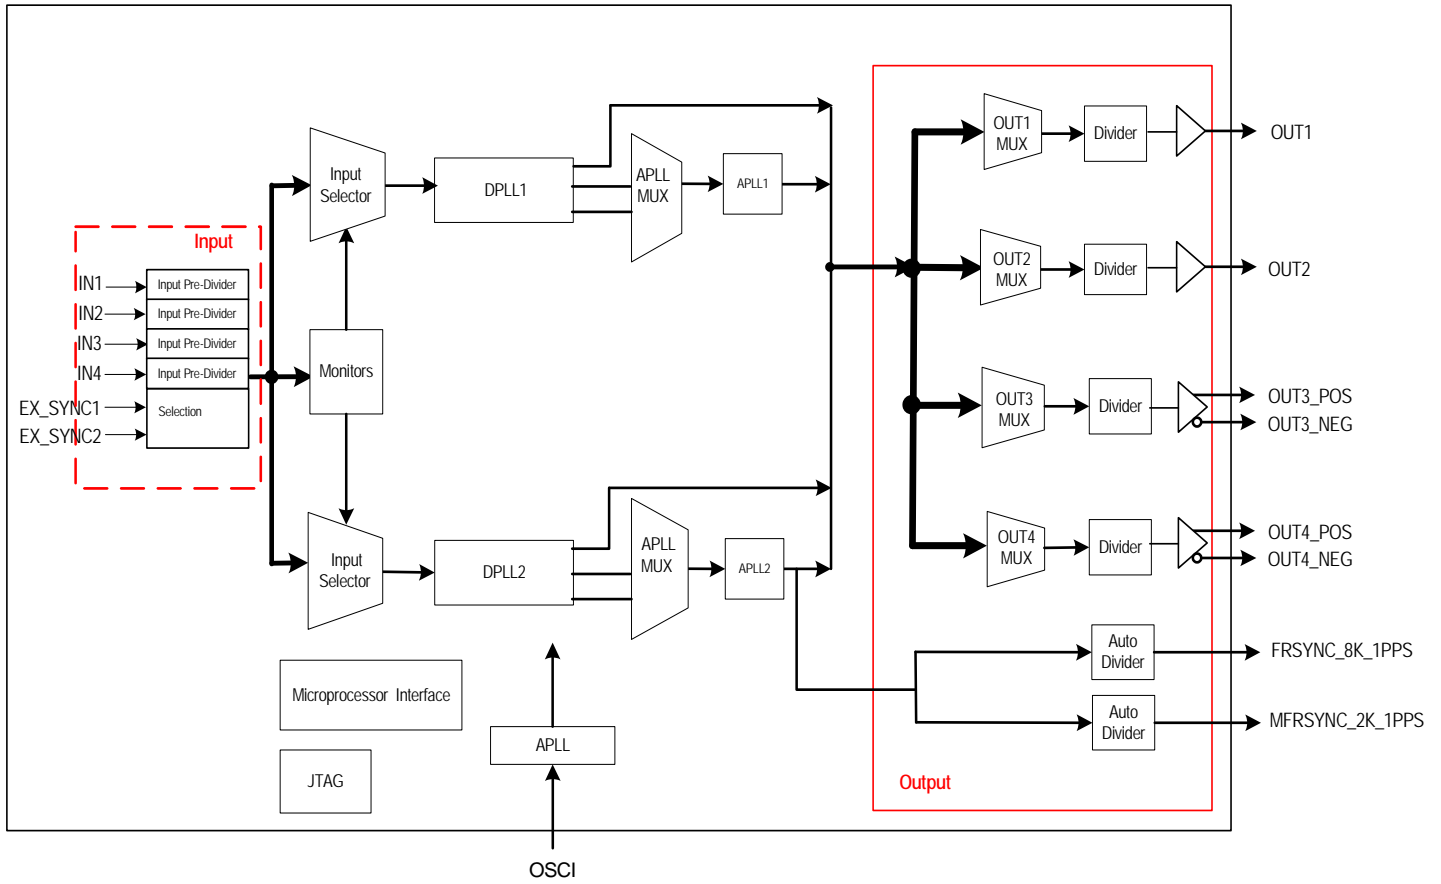 Input
IN1
Input Pre-Divider
IN2
Input Pre-Divider
IN3
Input Pre-Divider
IN4
Input Pre-Divider
EX_SYNC1
EX_SYNC2
Selection
Input
Selector
Monitors
Input
Selector
DPLL1
APLL
MUX
APLL1
DPLL2
APLL
MUX
APLL2
Microprocessor Interface
JTAG
APLL
OSCI
OUT1
MUX
Divider
OUT1
OUT2
MUX
Divider
OUT2
OUT3
MUX
Divider
OUT3_POS
OUT3_NEG
OUT4
MUX
Divider
OUT4_POS
OUT4_NEG
Auto
Divider
FRSYNC_8K_1PPS
Auto
Divider
MFRSYNC_2K_1PPS
Output